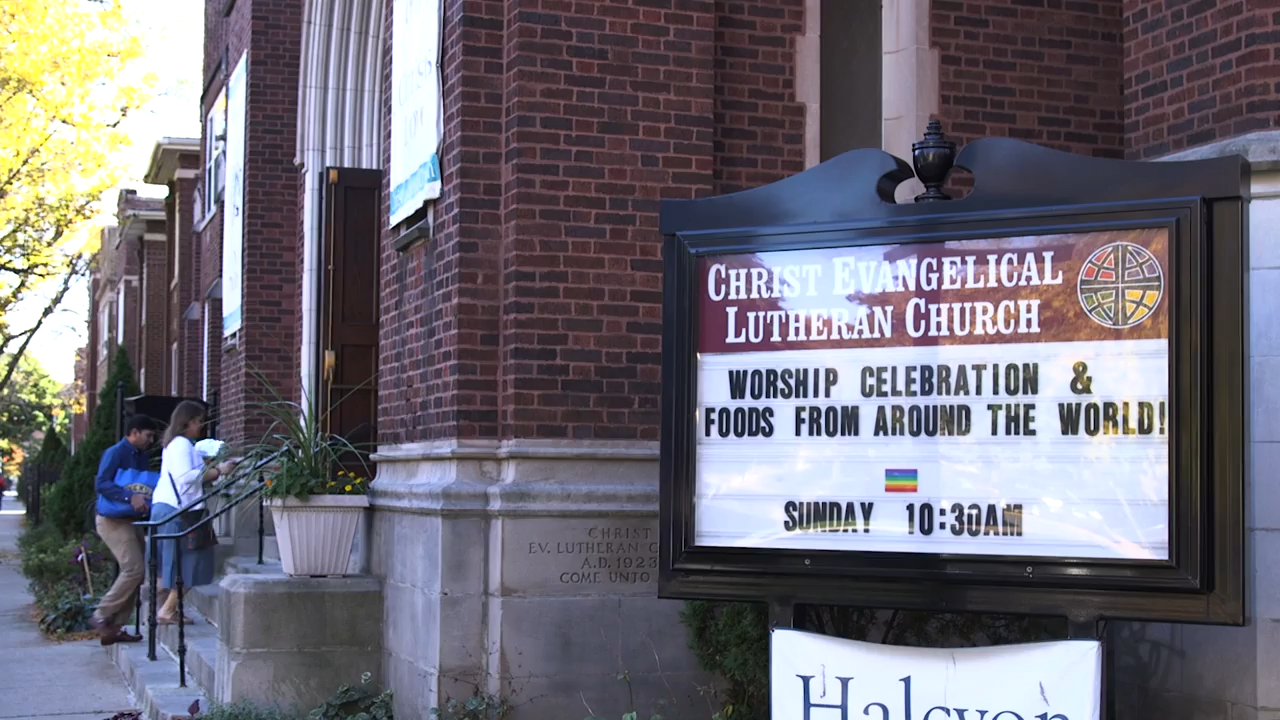 CHRIST EVANGELICAL
LUTHERAN CHURCH
WORSHIP CELEBRATION &
FOODS FROM AROUND THE WORLD!
SUNDAY 10:30AM
CHRIST
EV. LUTHERAN C
A.D. 1923
COME UNTO
Halcyon